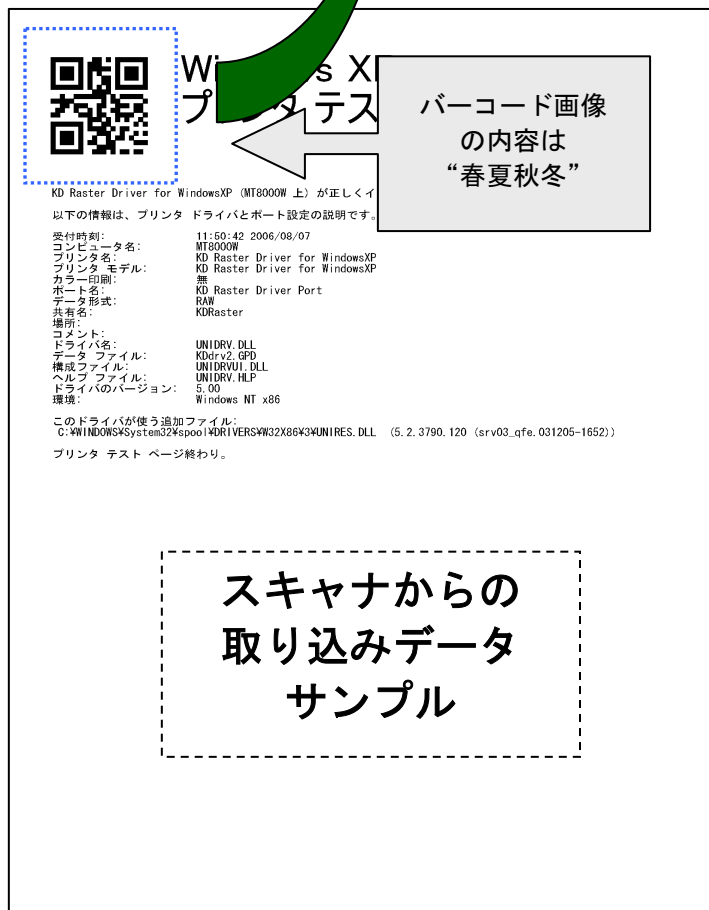 Wi s X
プリンタ テス
バーコード画像
の内容は
“春夏秋冬”
KD Raster Driver for WindowsXP (MT8000W 上) が正しくイ
以下の情報は、プリンタ ドライバとポート設定の説明です。
受付時刻: 11:50:42 2006/08/07
コンピュータ名: MT8000W
プリンタ名: KD Raster Driver for WindowsXP
プリンタ モデル: KD Raster Driver for WindowsXP
カラー印刷: 無
ポート名: KD Raster Driver Port
データ形式: RAW
共有名: KDRaster
場所:
コメント:
ドライバ名: UNIDRV.DLL
データ ファイル: KDdrv2.GPD
構成ファイル: UNIDRVUI.DLL
ヘルプ ファイル: UNIDRV.HLP
ドライバのバージョン: 5.00
環境: Windows NT x86
このドライバが使う追加ファイル:
C:¥WINDOWS¥System32¥spool¥DRIVERS¥W32X86¥3¥UNIRES.DLL (5.2.3790.120 (srv03_qfe.031205-1652))
プリンタ テスト ページ終わり。
スキャナからの
取り込みデータ
サンプル